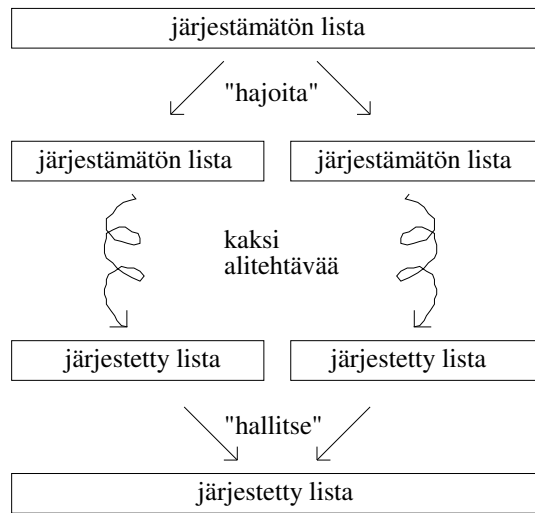 järjestämätön lista
"hajoita"
järjestämätön lista
järjestämätön lista
kaksi
alitehtävää
järjestetty lista
järjestetty lista
"hallitse"
järjestetty lista